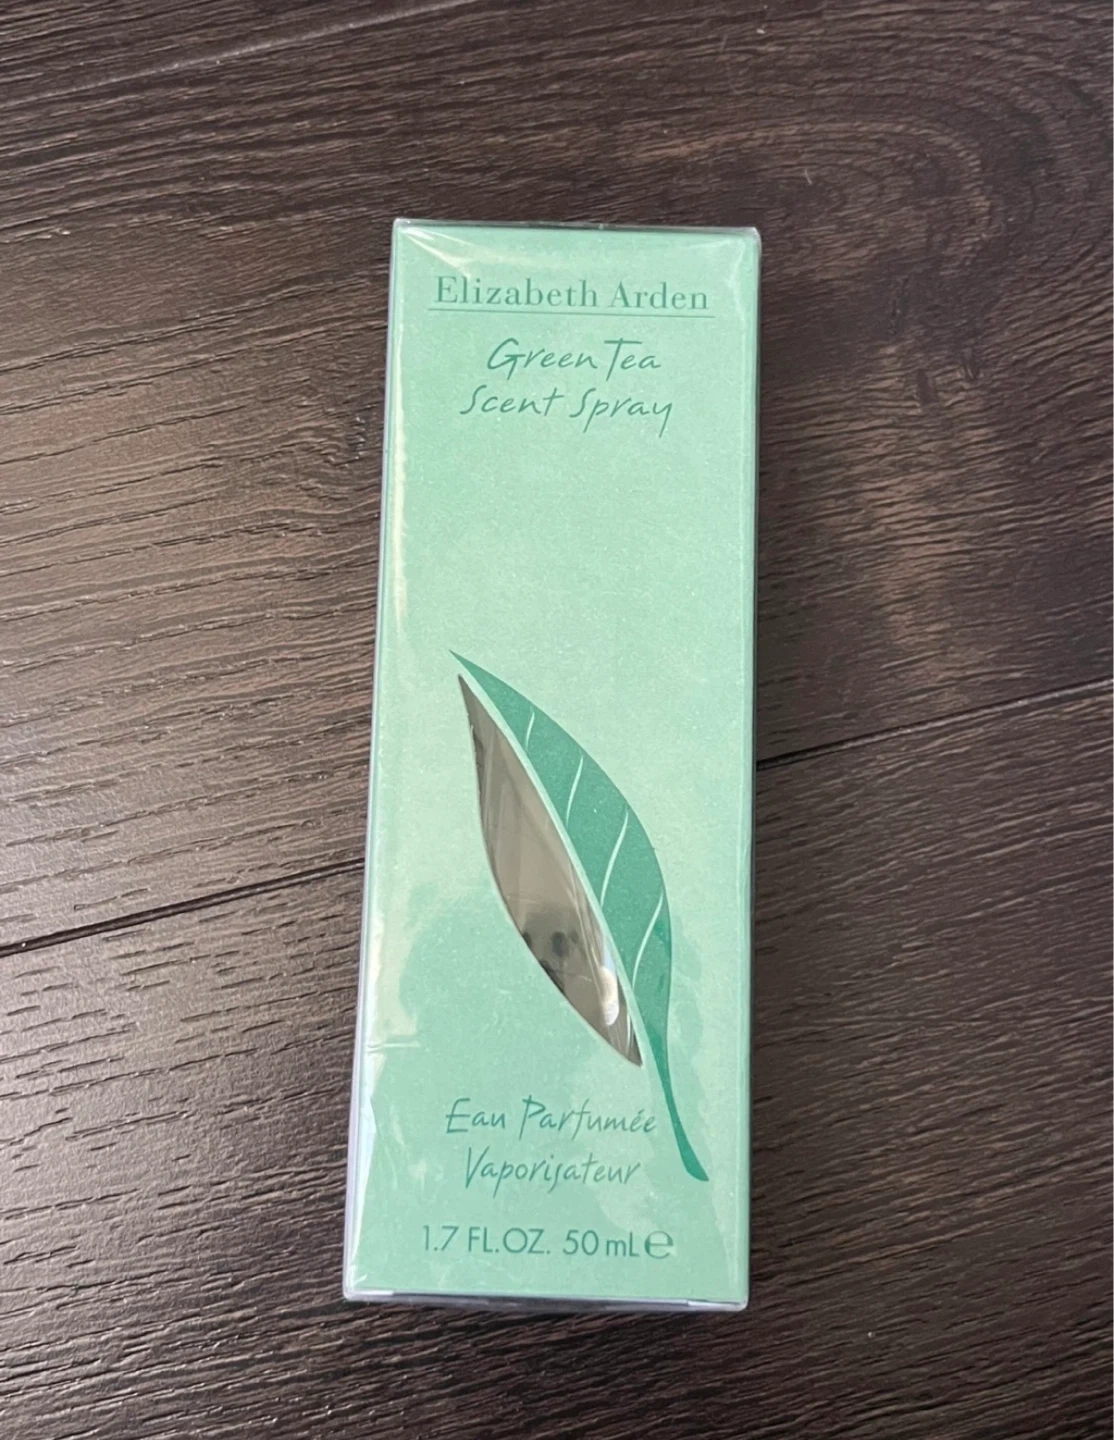 Elizabeth Arden
Green Tea
Scent Spray
Eau Parfumée
Vaporisateur
1.7 FL.OZ. 50 mL ℮